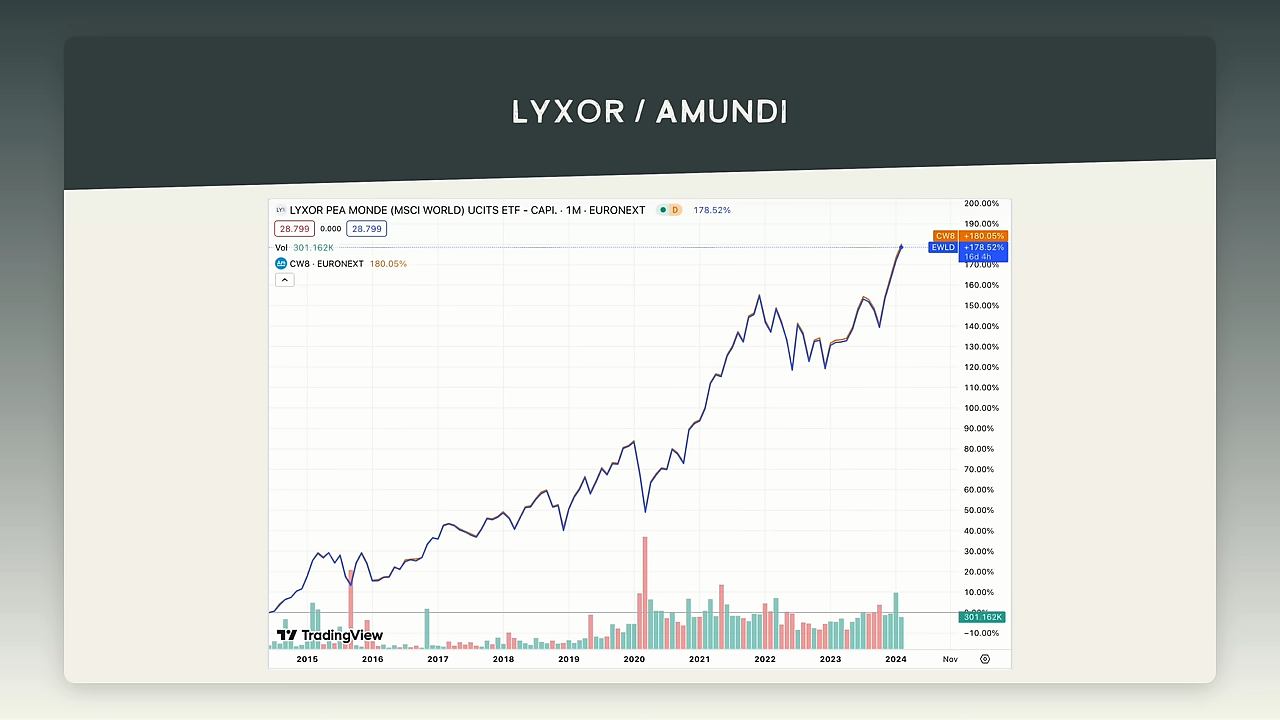 LYXOR / AMUNDI
LYXOR PEA MONDE (MSCI WORLD) UCITS ETF - CAPI. · 1M · EURONEXT D 178.52%
28.799 0.000 28.799
Vol 301.162K
CW8 · EURONEXT 180.05%
200.00%
190.00%
CW8 +180.05%
EWLD +178.52%
16d 4h
170.00%
160.00%
150.00%
140.00%
130.00%
120.00%
110.00%
100.00%
90.00%
80.00%
70.00%
60.00%
50.00%
40.00%
30.00%
20.00%
10.00%
0.00%
301.162K
−10.00%
TradingView
2015 2016 2017 2018 2019 2020 2021 2022 2023 2024 Nov